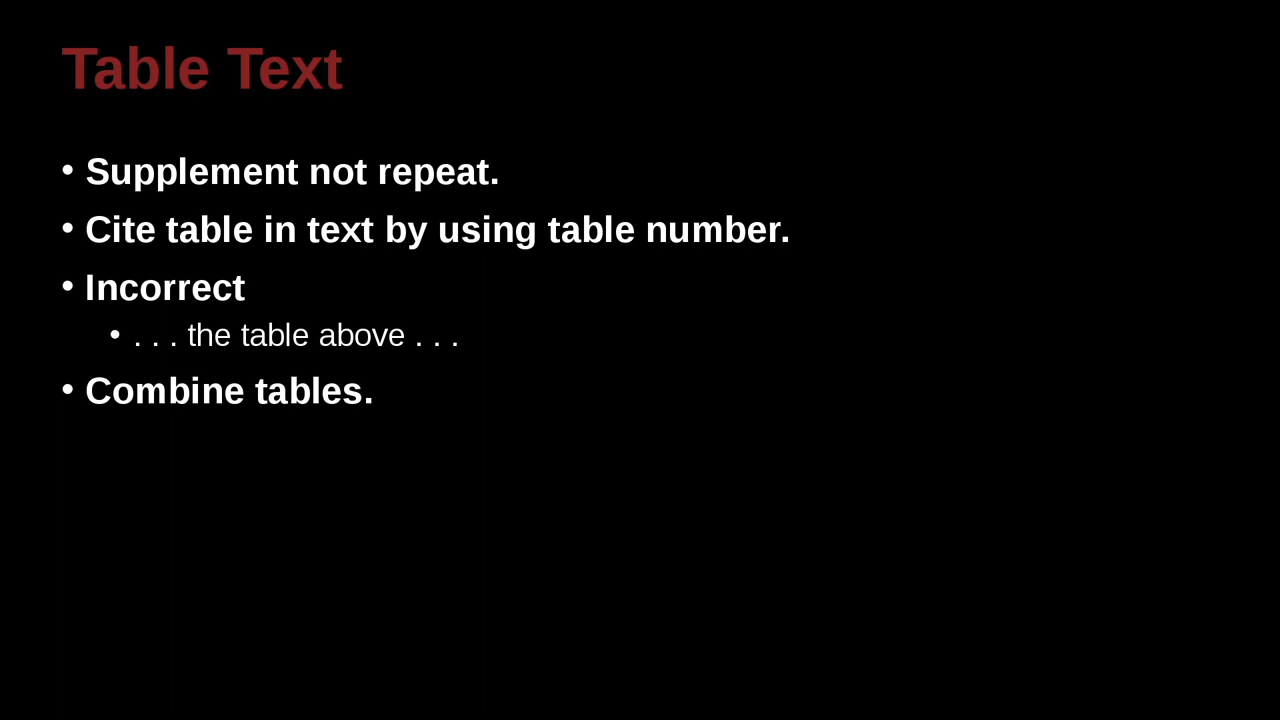 Table Text
• Supplement not repeat.
• Cite table in text by using table number.
• Incorrect
• . . . the table above . . .
• Combine tables.